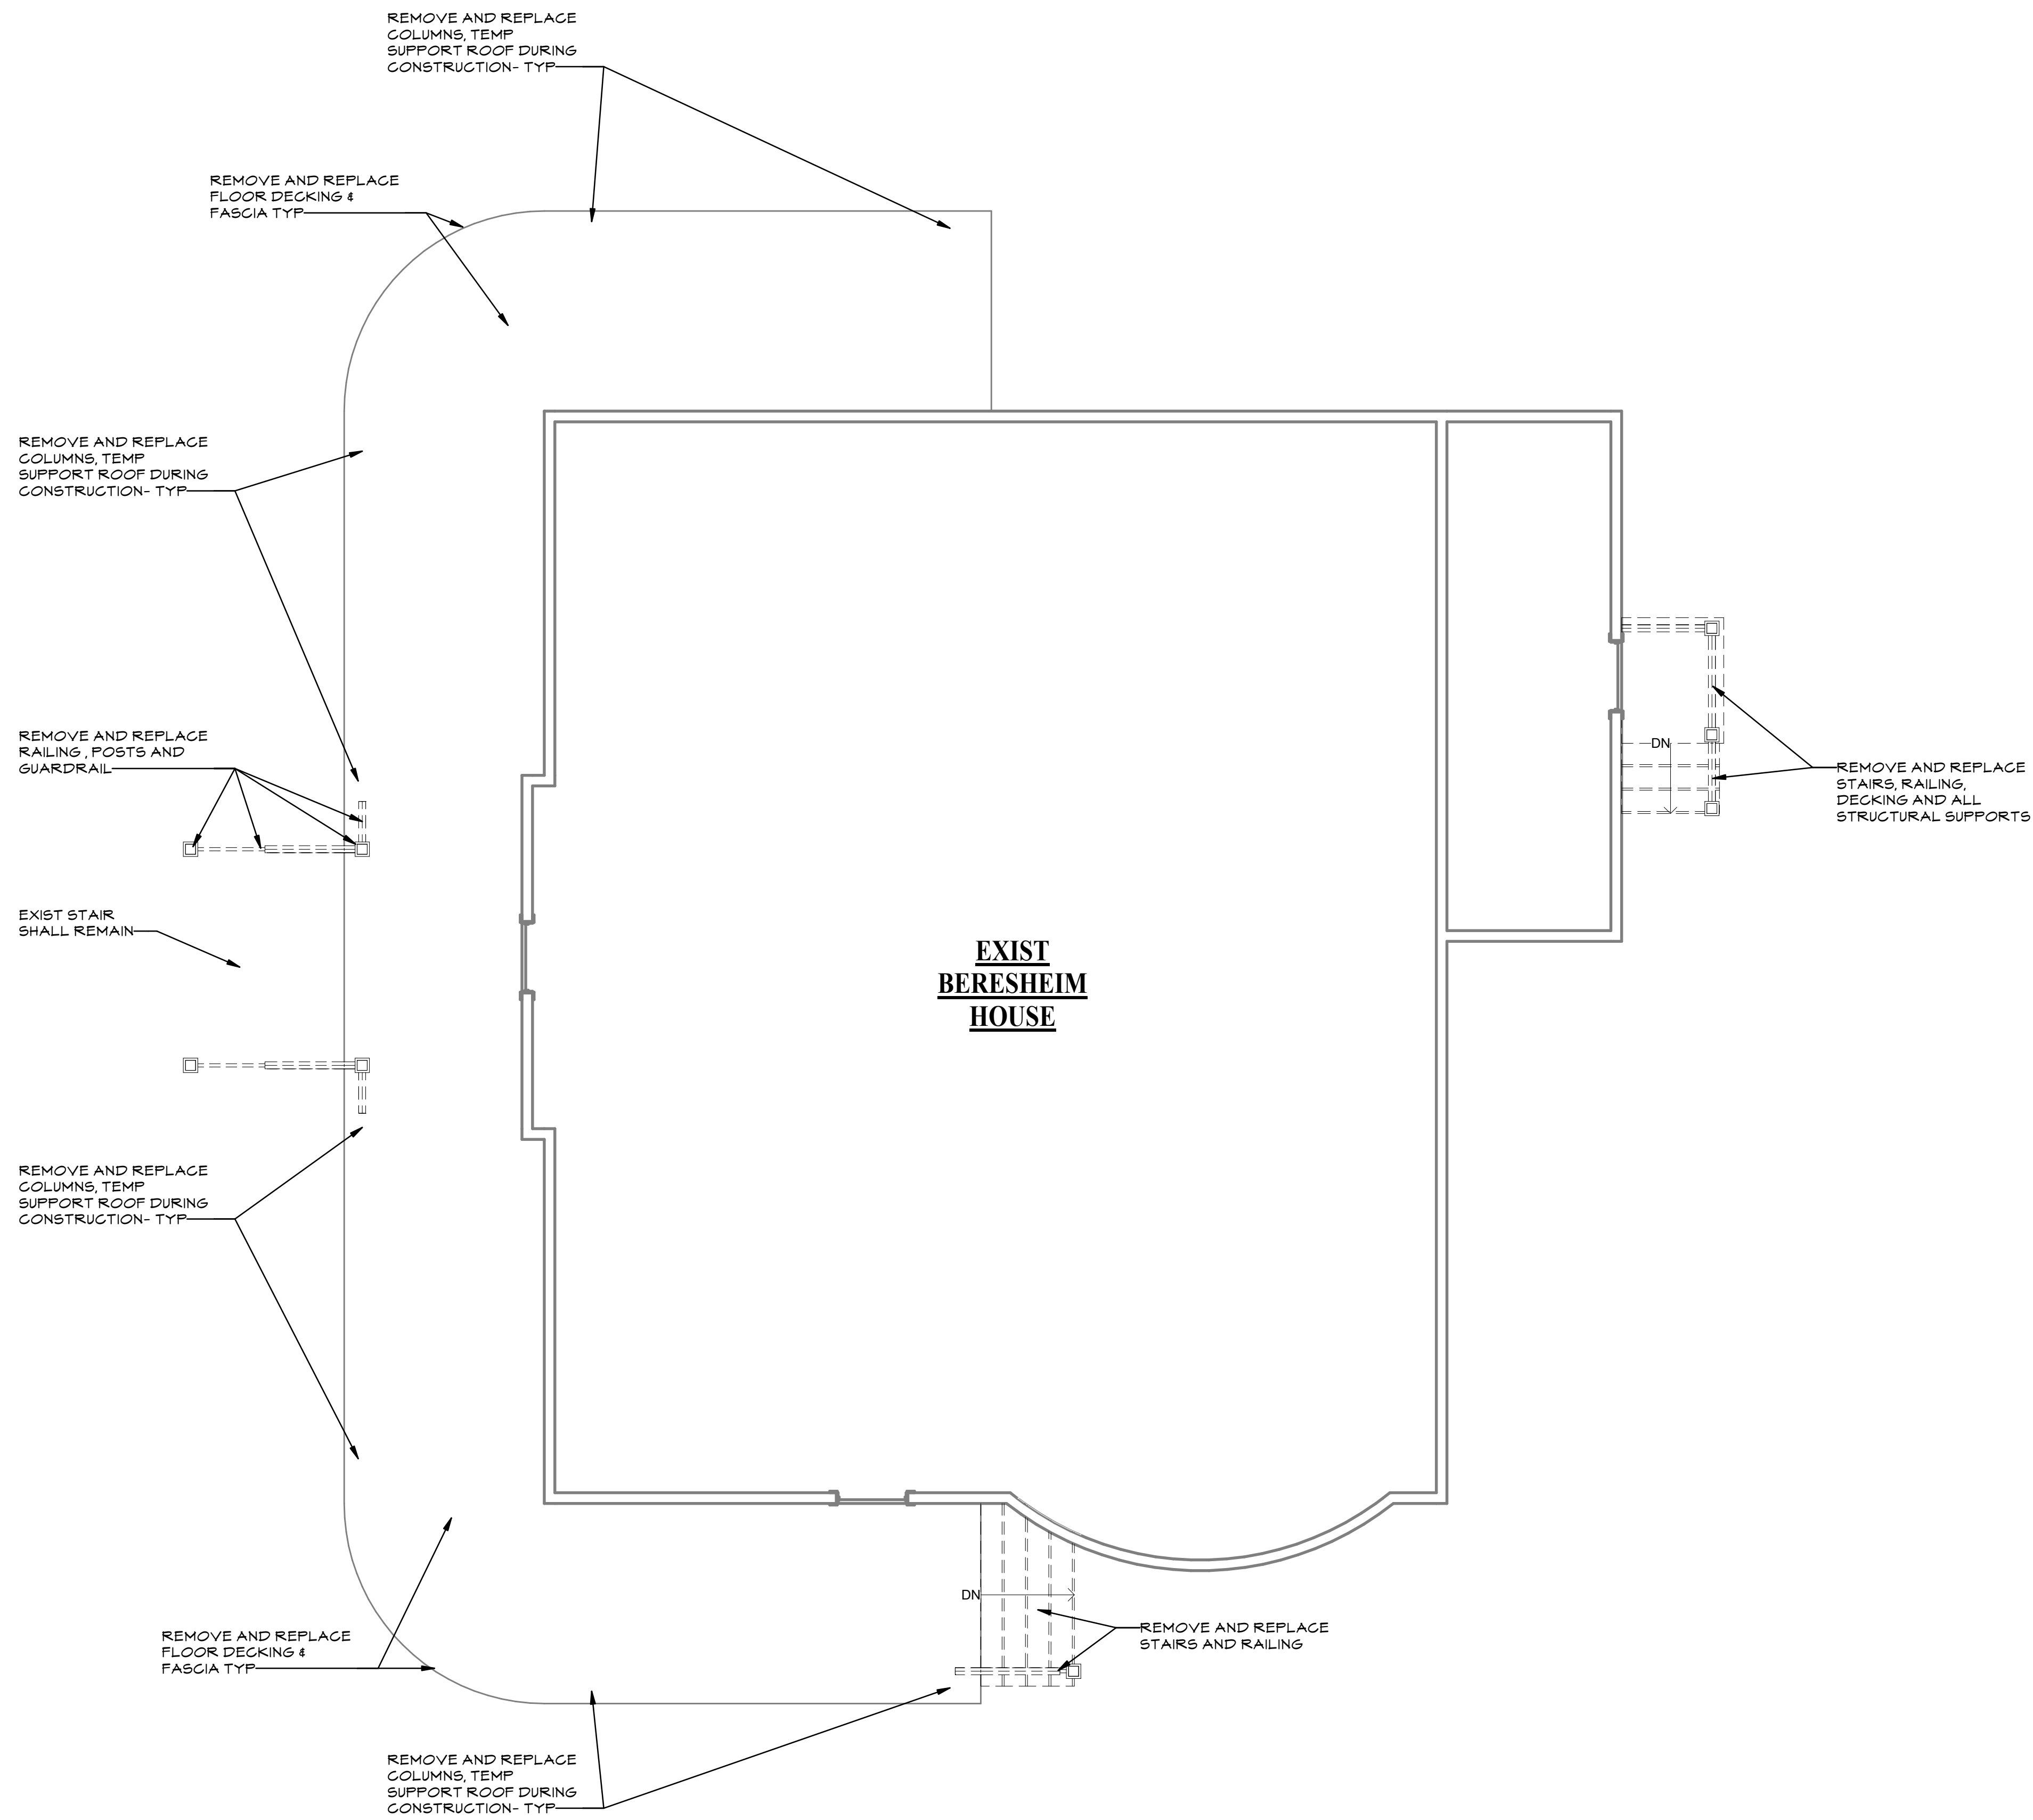 REMOVE AND REPLACE
COLUMNS, TEMP
SUPPORT ROOF DURING
CONSTRUCTION- TYP
REMOVE AND REPLACE
FLOOR DECKING &
FASCIA TYP
REMOVE AND REPLACE
COLUMNS, TEMP
SUPPORT ROOF DURING
CONSTRUCTION- TYP
REMOVE AND REPLACE
RAILING , POSTS AND
GUARDRAIL
DN
REMOVE AND REPLACE
STAIRS, RAILING,
DECKING AND ALL
STRUCTURAL SUPPORTS
EXIST STAIR
SHALL REMAIN
EXIST
BERESHEIM
HOUSE
REMOVE AND REPLACE
COLUMNS, TEMP
SUPPORT ROOF DURING
CONSTRUCTION- TYP
DN
REMOVE AND REPLACE
STAIRS AND RAILING
REMOVE AND REPLACE
FLOOR DECKING &
FASCIA TYP
REMOVE AND REPLACE
COLUMNS, TEMP
SUPPORT ROOF DURING
CONSTRUCTION- TYP